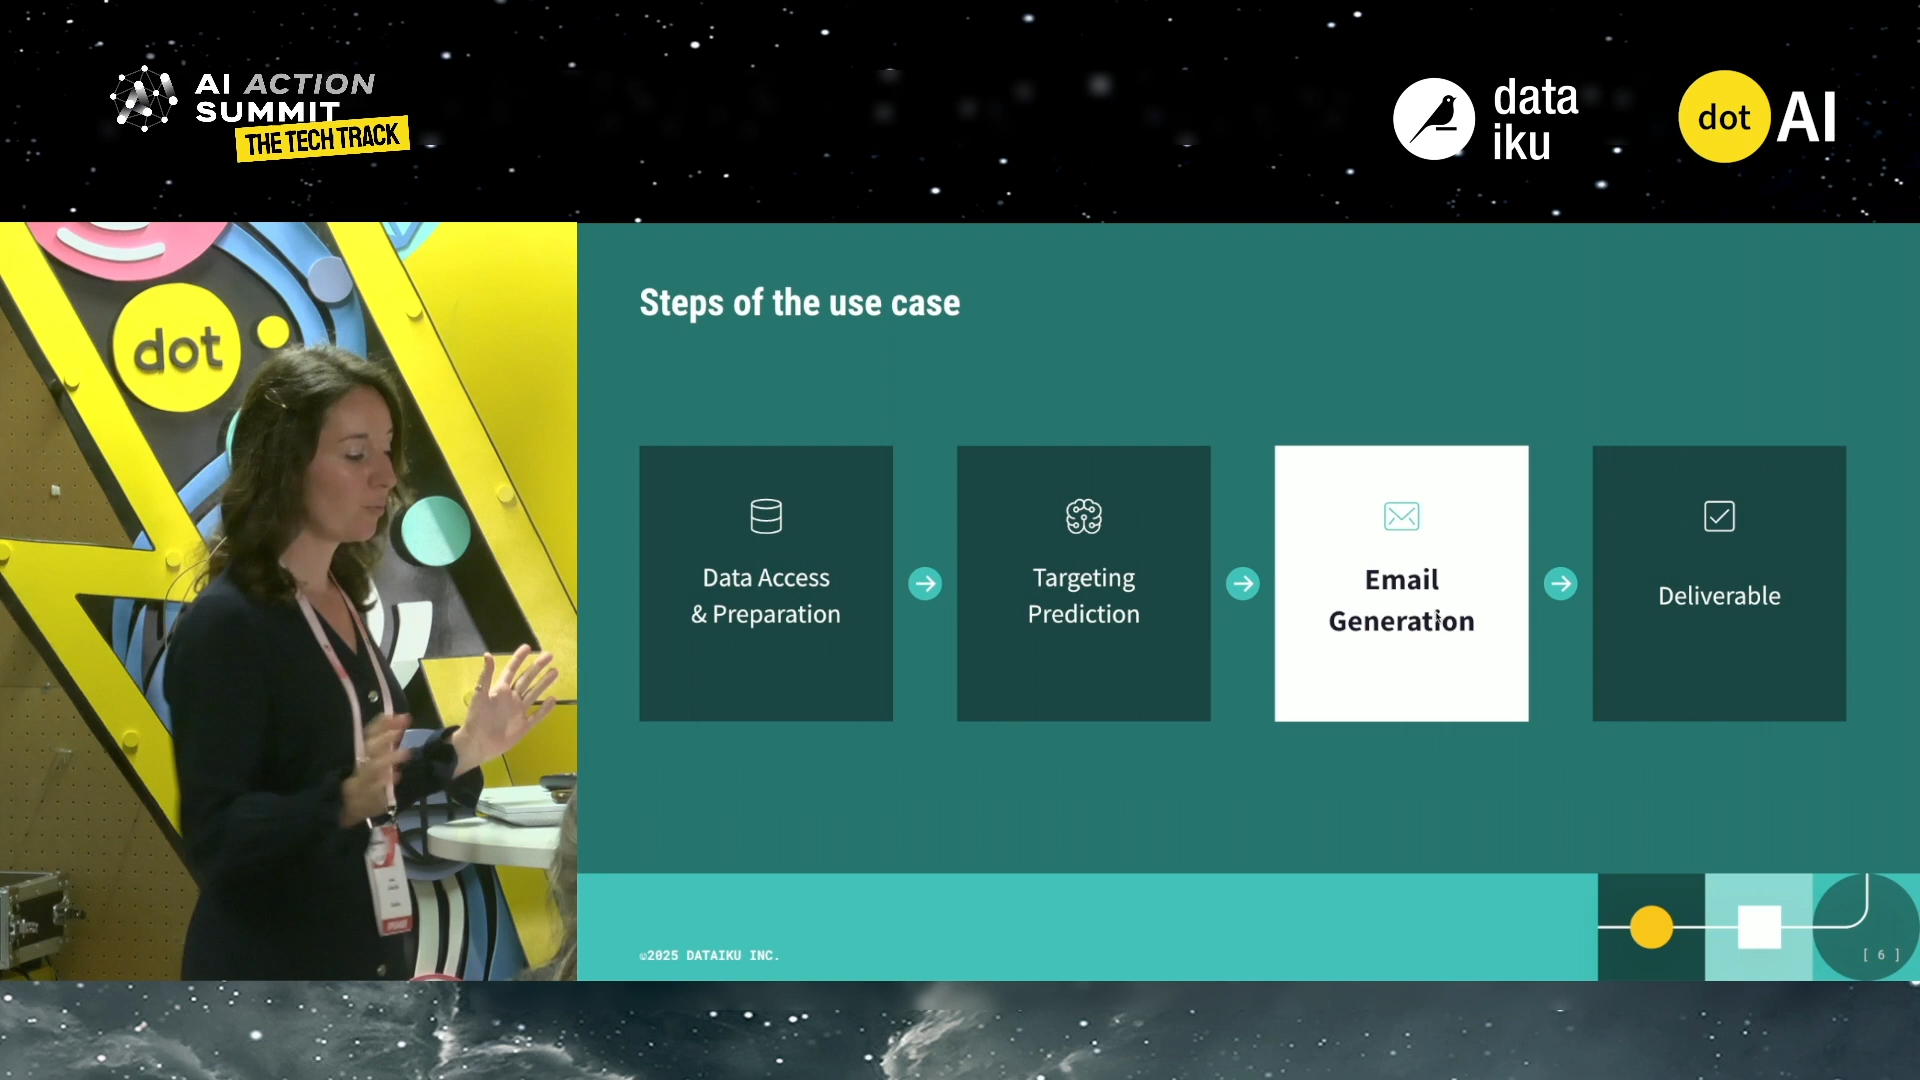 AI ACTION
SUMMIT
THE TECH TRACK
data
iku
dot AI
dot
Steps of the use case
Data Access
& Preparation
Targeting
Prediction
Email
Generation
Deliverable
©2025 DATAIKU INC.
[ 6 ]